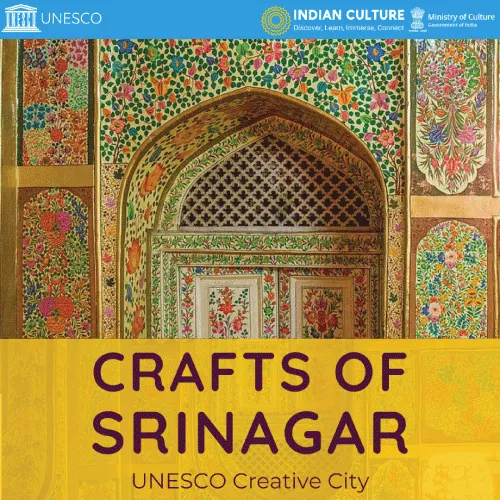 UNESCO
INDIAN CULTURE
Discover, Learn, Immerse, Connect
Ministry of Culture
Government of India
CRAFTS OF
SRINAGAR
UNESCO Creative City